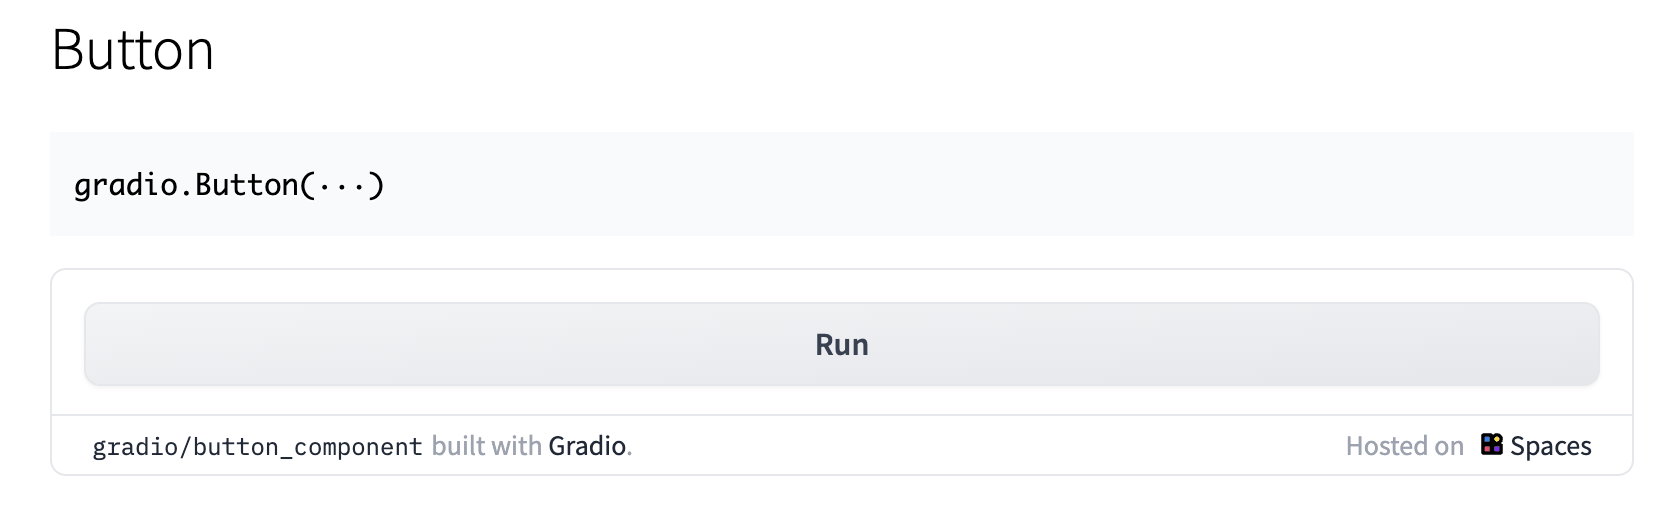 Button
gradio.Button(···)
Run
gradio/button_component built with Gradio.
Hosted on Spaces